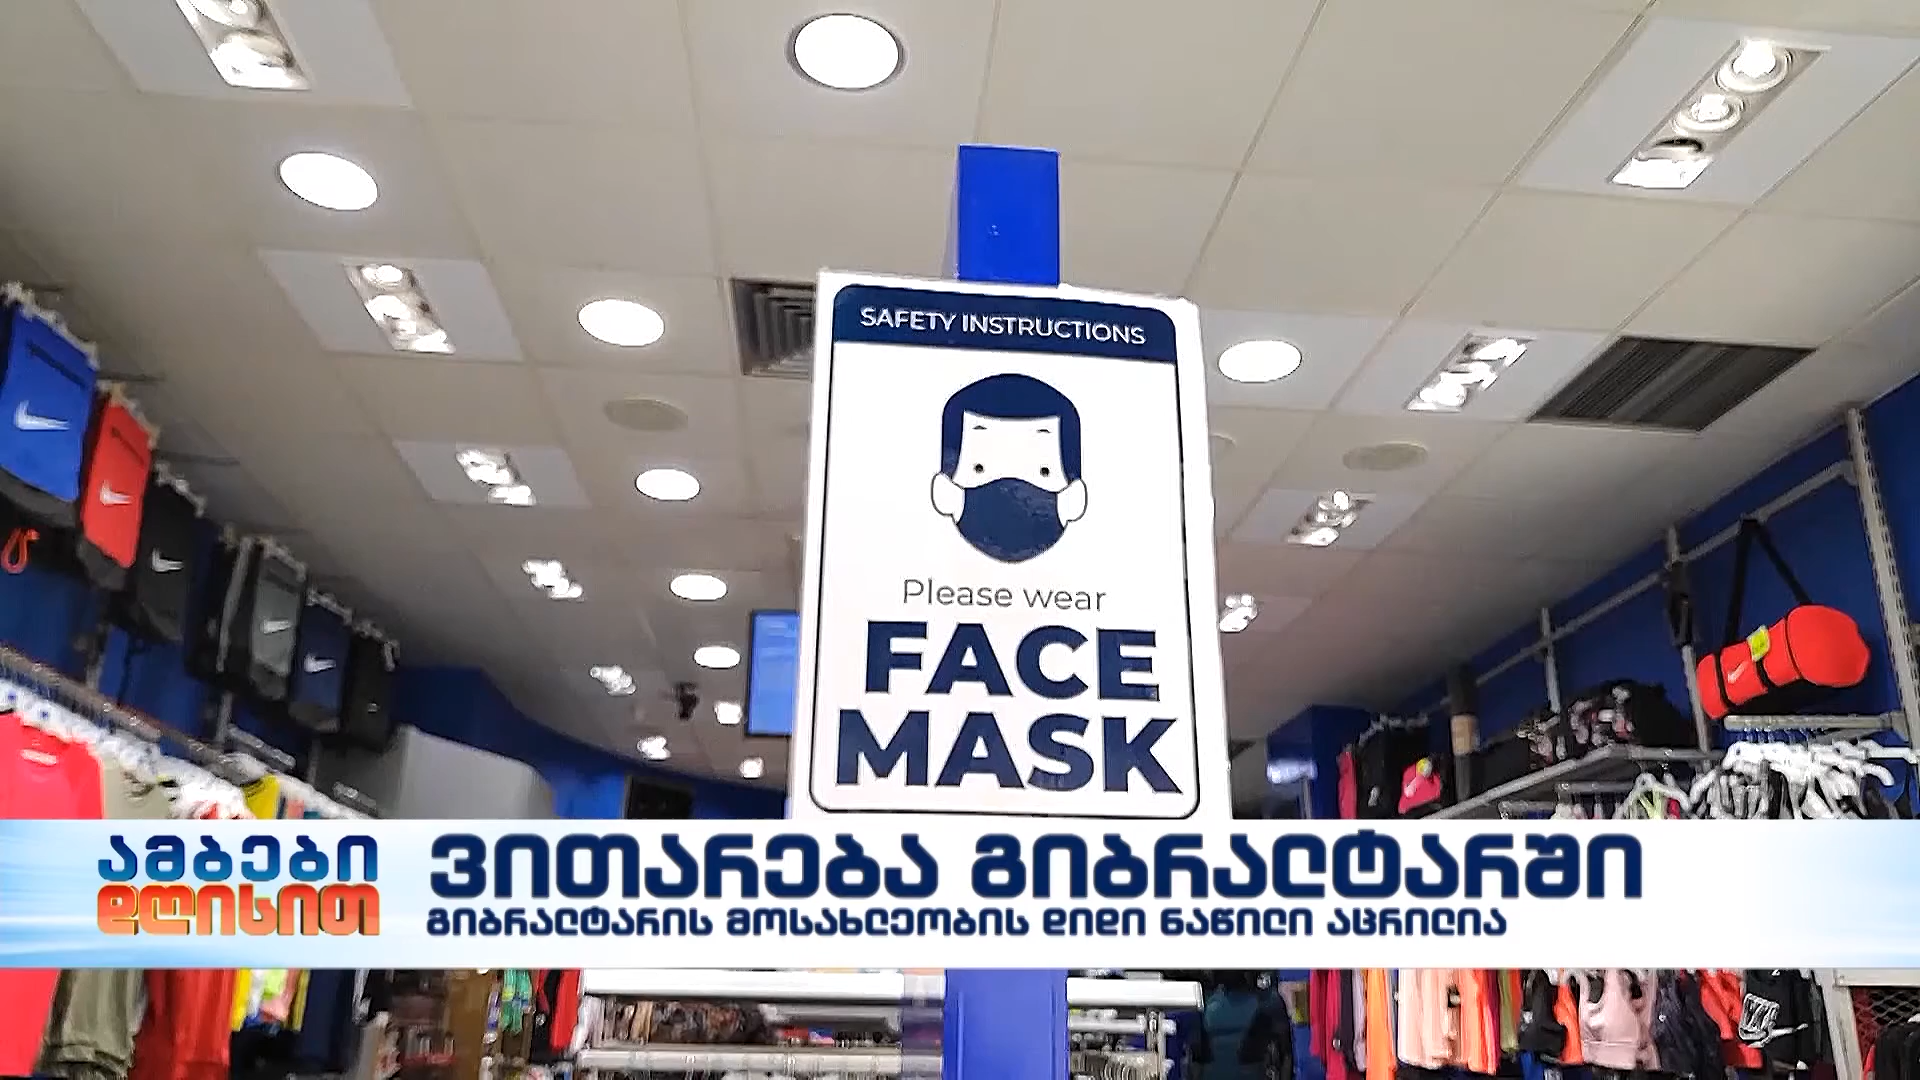 SAFETY INSTRUCTIONS
Please wear
FACE
MASK
ამბები
დღისით
ვითარება გიბრალტარში
გიბრალტარის მოსახლეობის დიდი ნაწილი აცრილია